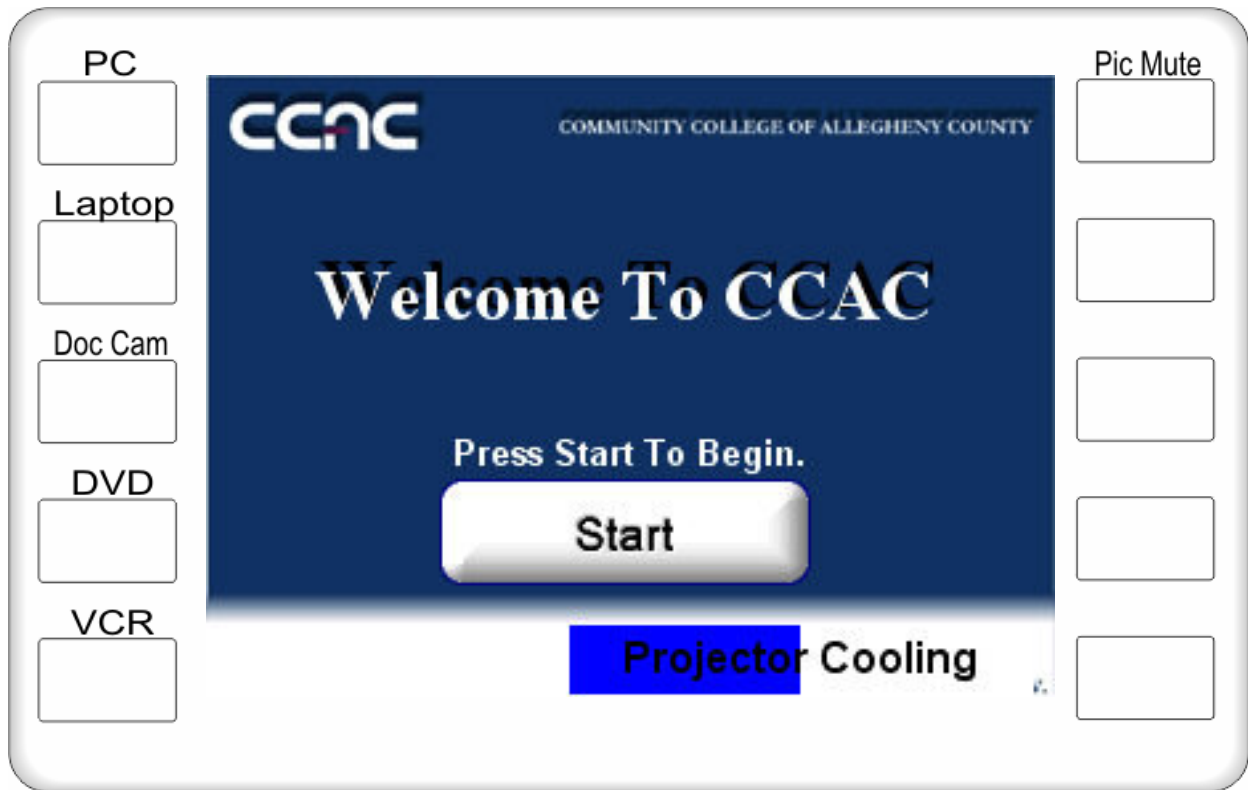 PC
Pic Mute
CCAC
COMMUNITY COLLEGE OF ALLEGHENY COUNTY
Laptop
Welcome To CCAC
Doc Cam
Press Start To Begin.
DVD
Start
VCR
Projector Cooling